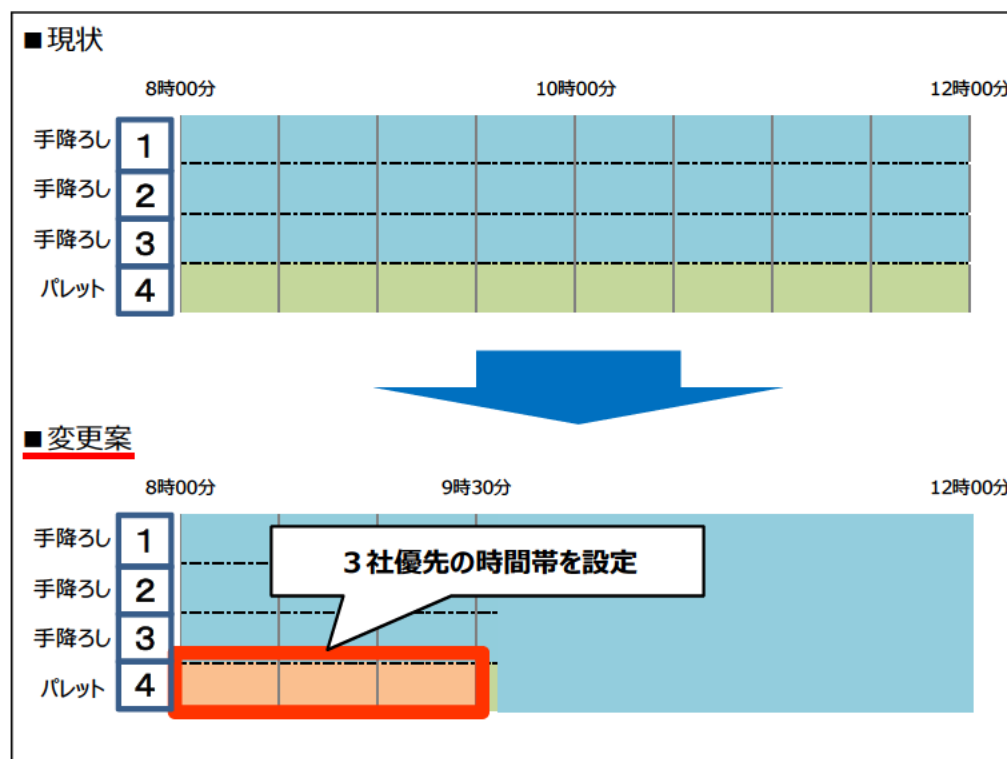 ■現状
8時00分 10時00分 12時00分
手降ろし 1
手降ろし 2
手降ろし 3
パレット 4
■変更案
8時00分 9時30分 12時00分
手降ろし 1
3社優先の時間帯を設定
手降ろし 2
手降ろし 3
パレット 4